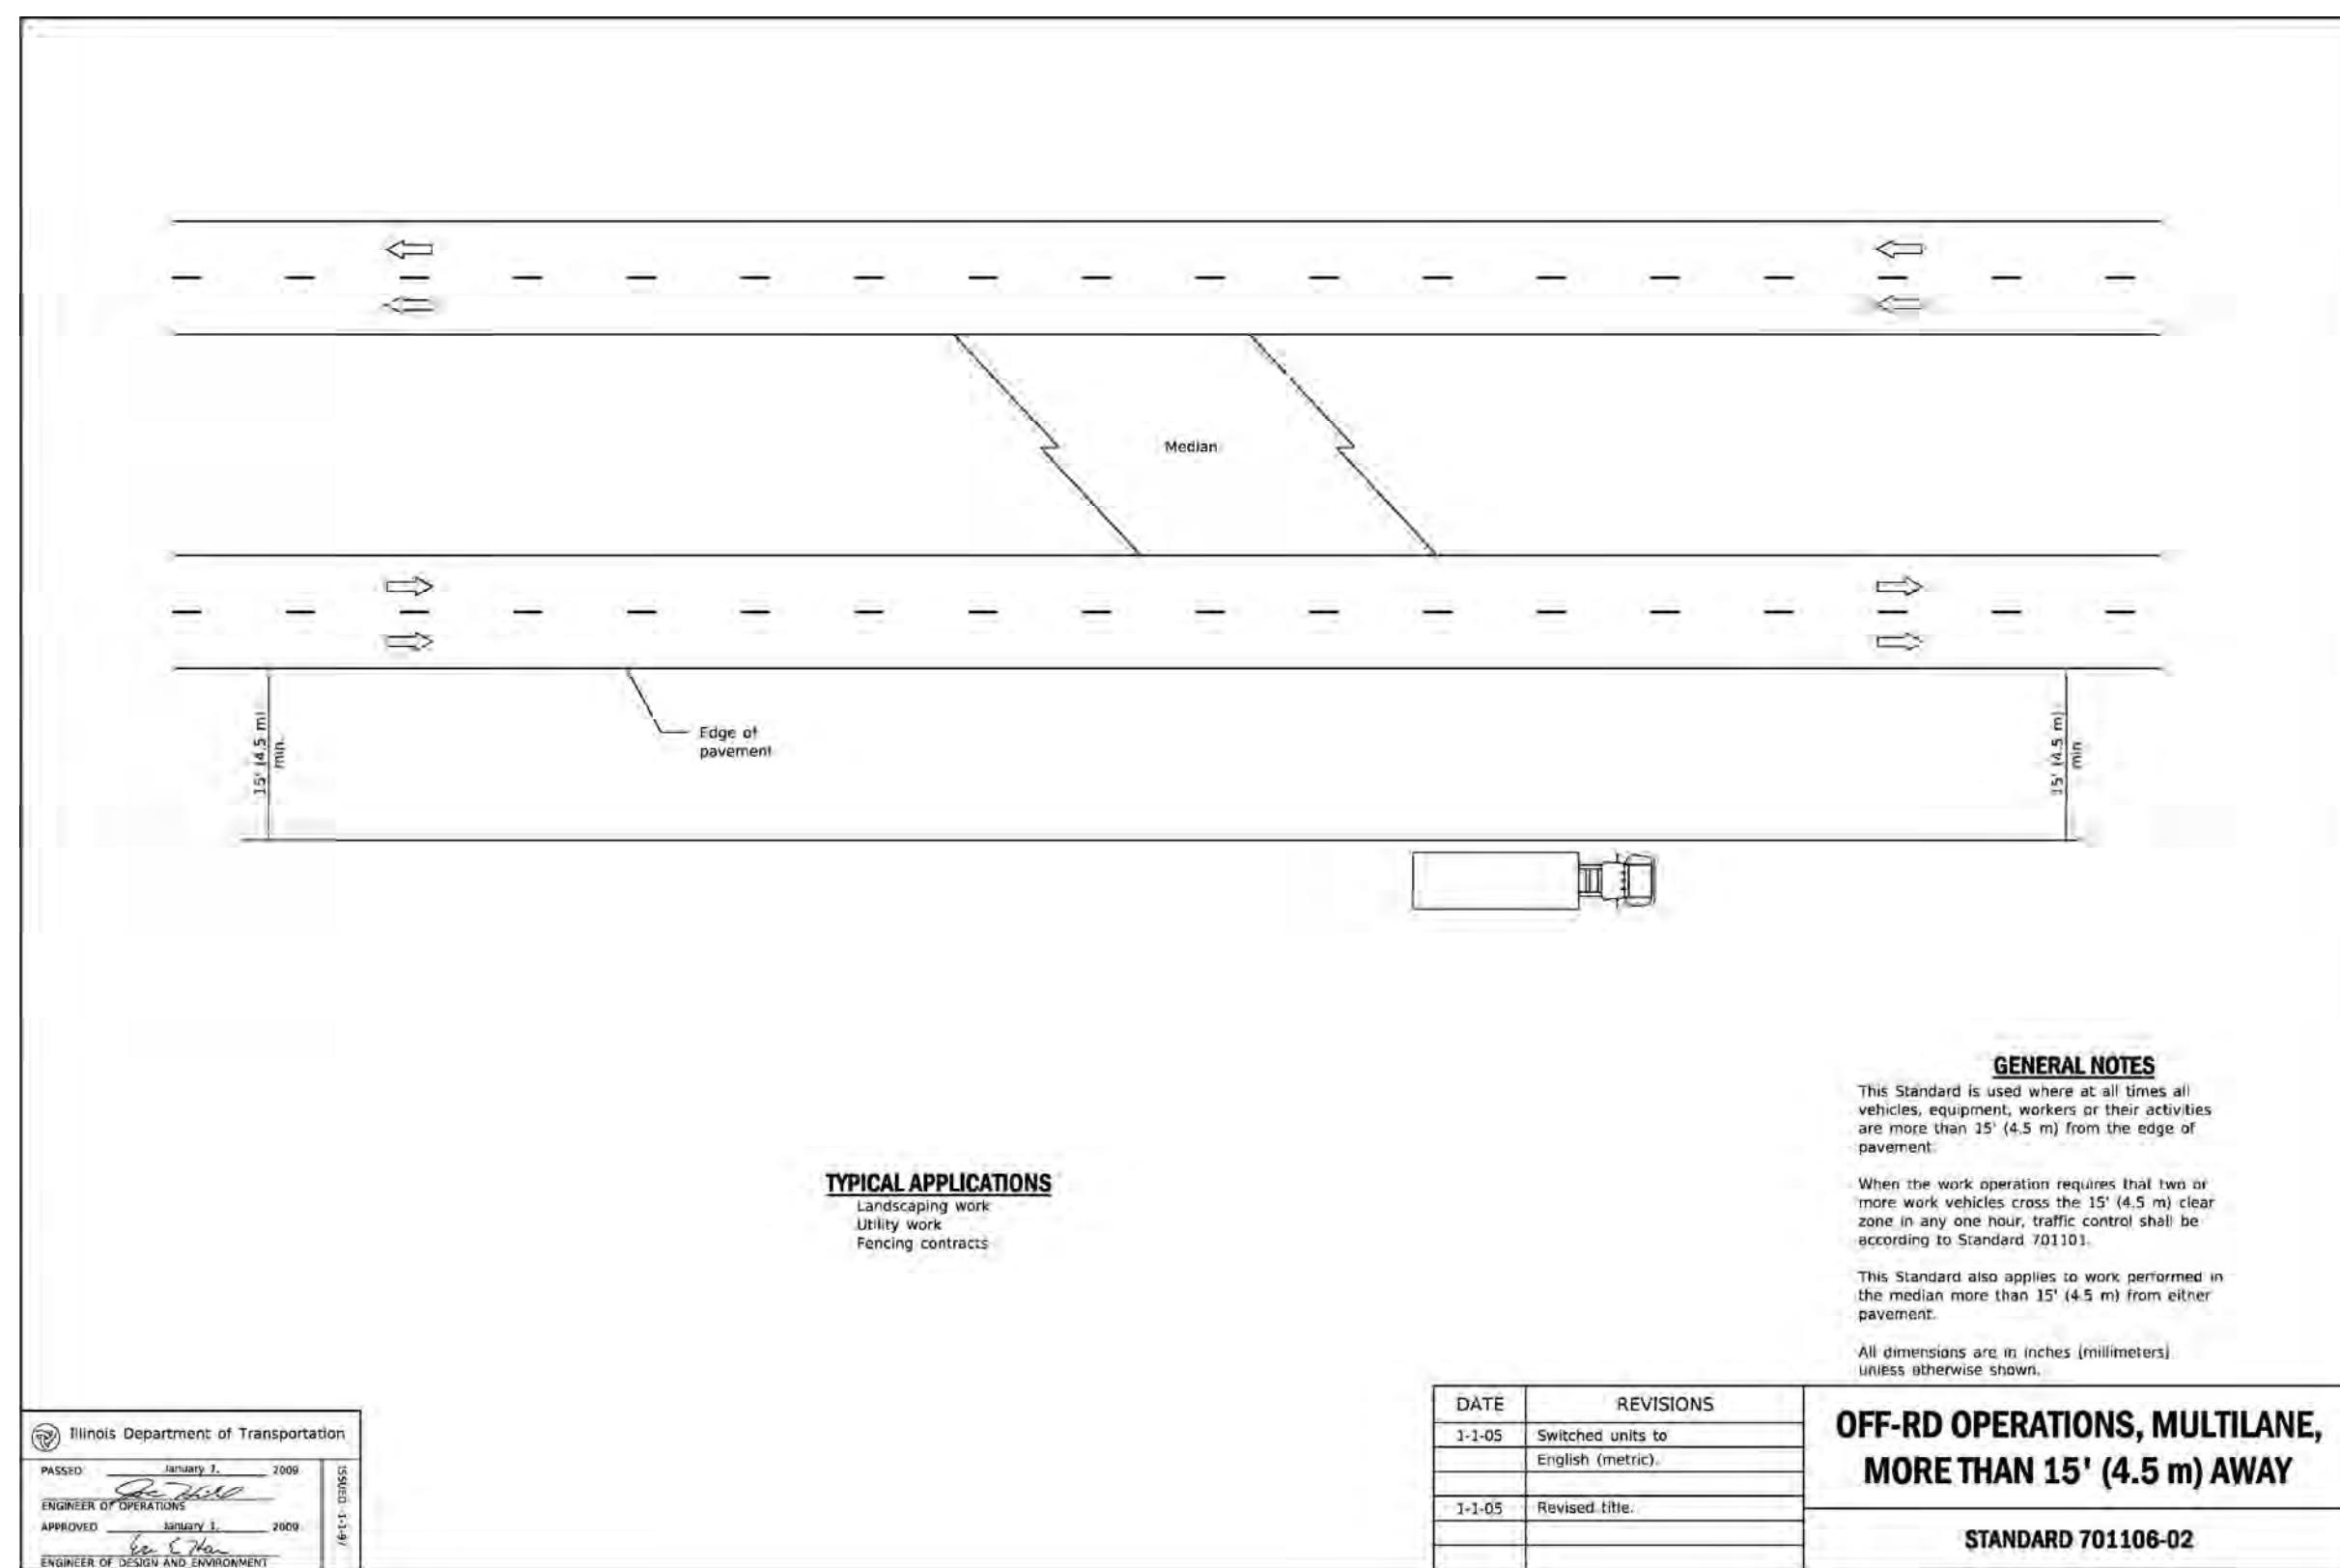 Median
Edge of
pavement
15' (4.5 m)
min.
15' (4.5 m)
min
GENERAL NOTES
This Standard is used where at all times all
vehicles, equipment, workers or their activities
are more than 15' (4.5 m) from the edge of
pavement.
When the work operation requires that two or
more work vehicles cross the 15' (4.5 m) clear
zone in any one hour, traffic control shall be
according to Standard 701101.
This Standard also applies to work performed in
the median more than 15' (4.5 m) from either
pavement.
All dimensions are in inches (millimeters)
unless otherwise shown.
TYPICAL APPLICATIONS
Landscaping work
Utility work
Fencing contracts
Illinois Department of Transportation
PASSED January 1, 2009
ENGINEER OF OPERATIONS
APPROVED January 1, 2009
ENGINEER OF DESIGN AND ENVIRONMENT
ISSUED 1-1-97
DATE REVISIONS
1-1-05 Switched units to
English (metric).
1-1-05 Revised title.
OFF-RD OPERATIONS, MULTILANE,
MORE THAN 15' (4.5 m) AWAY
STANDARD 701106-02